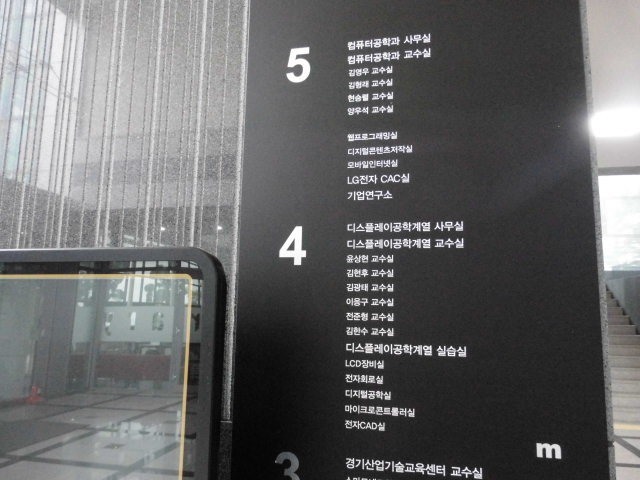 5
컴퓨터공학과 사무실
컴퓨터공학과 교수실
김영우 교수실
김형래 교수실
현승렬 교수실
양우석 교수실
웹프로그래밍실
디지털콘텐츠저작실
모바일인터넷실
LG전자 CAC실
기업연구소
4
디스플레이공학계열 사무실
디스플레이공학계열 교수실
윤상현 교수실
김현후 교수실
김광태 교수실
이응구 교수실
전준형 교수실
김한수 교수실
디스플레이공학계열 실습실
LCD장비실
전자회로실
디지털공학실
마이크로콘트롤러실
전자CAD실
m
3
경기산업기술교육센터 교수실